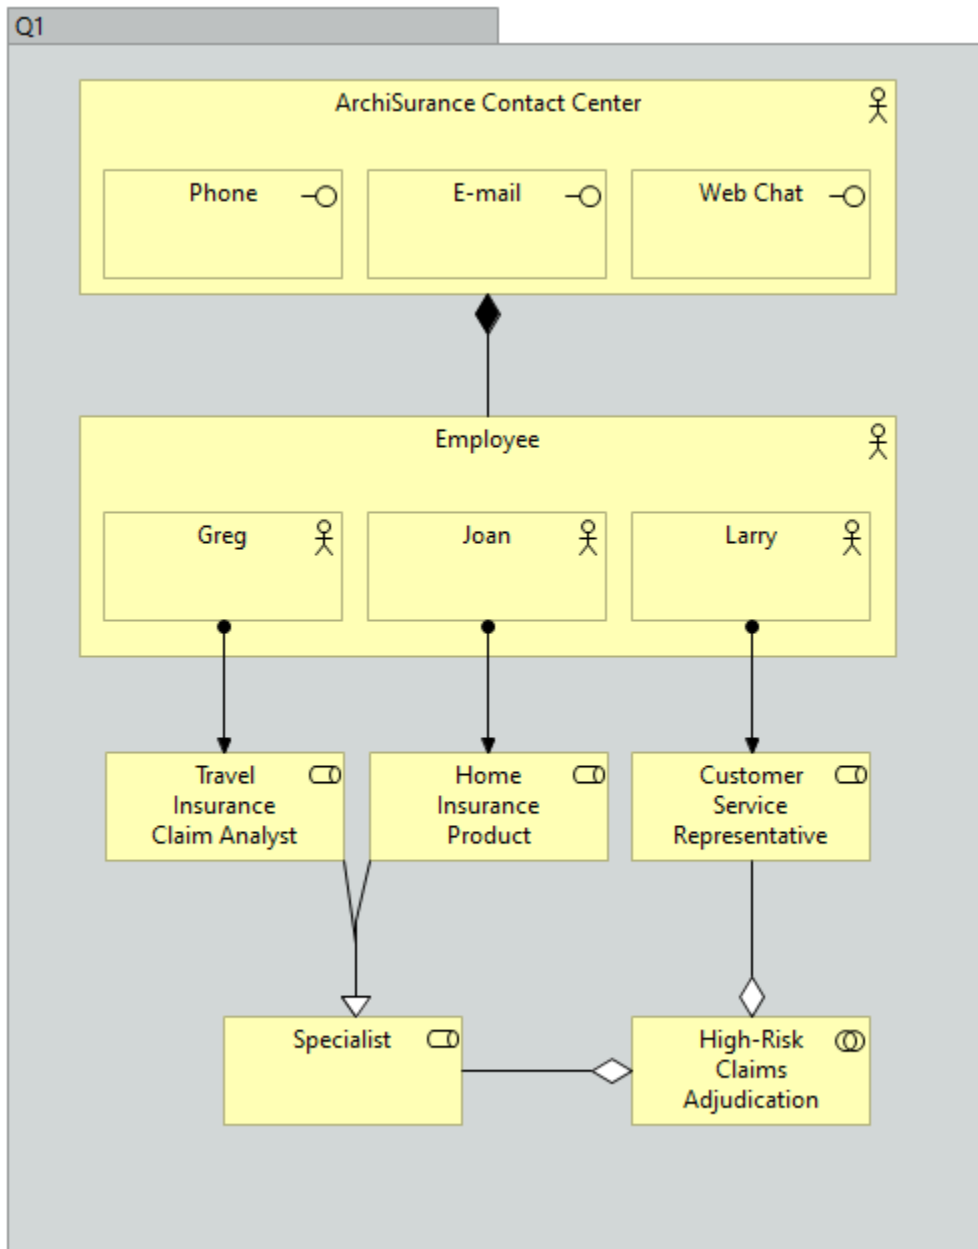 Q1
ArchiSurance Contact Center
Phone
E-mail
Web Chat
Employee
Greg
Joan
Larry
Travel
Insurance
Claim Analyst
Home
Insurance
Product
Customer
Service
Representative
Specialist
High-Risk
Claims
Adjudication